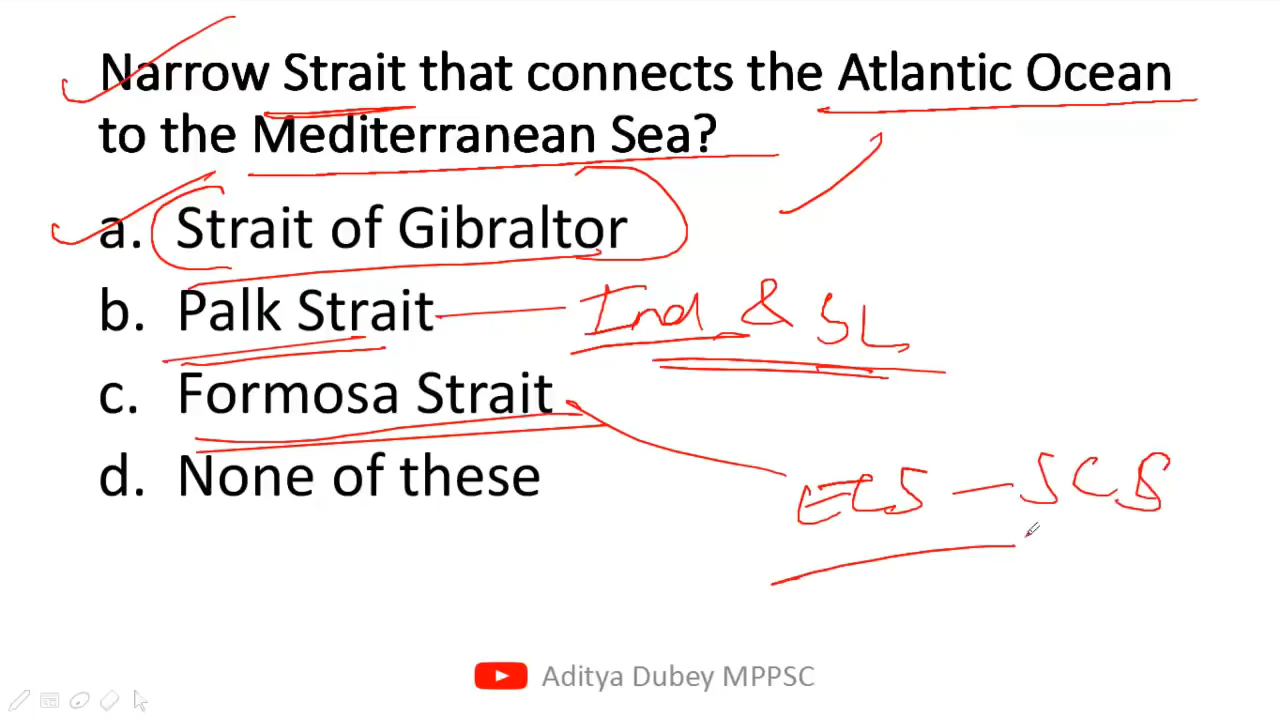 Narrow Strait that connects the Atlantic Ocean
to the Mediterranean Sea?
a. Strait of Gibraltor
b. Palk Strait Ind & SL
c. Formosa Strait
d. None of these
ECS - SCS
Aditya Dubey MPPSC